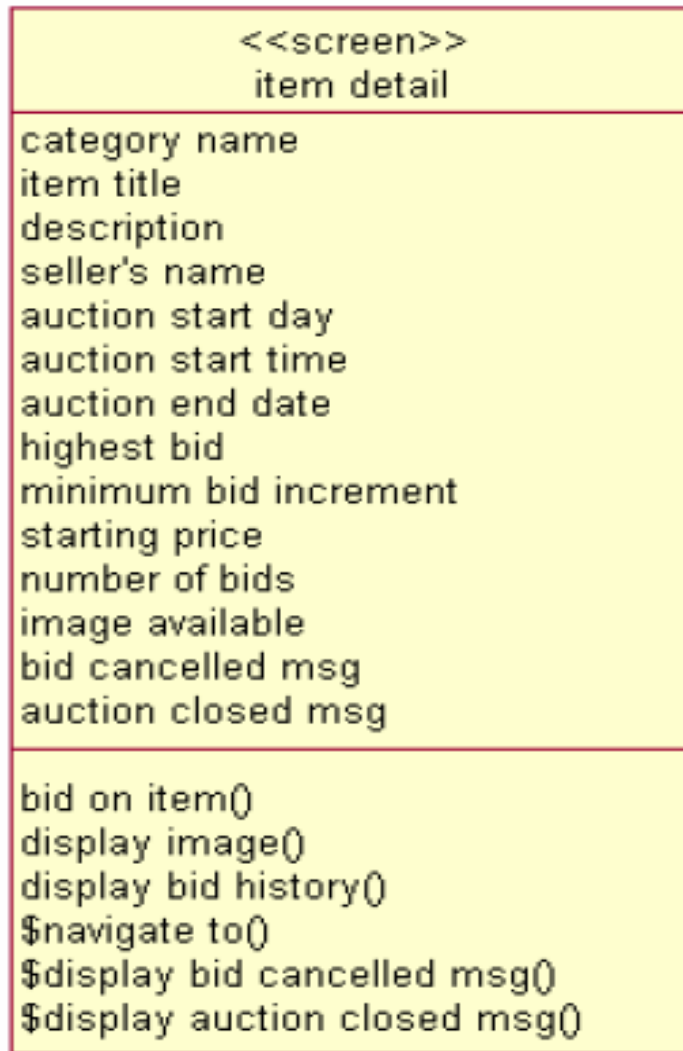 <<screen>>
item detail
category name
item title
description
seller's name
auction start day
auction start time
auction end date
highest bid
minimum bid increment
starting price
number of bids
image available
bid cancelled msg
auction closed msg
bid on item()
display image()
display bid history()
$navigate to()
$display bid cancelled msg()
$display auction closed msg()